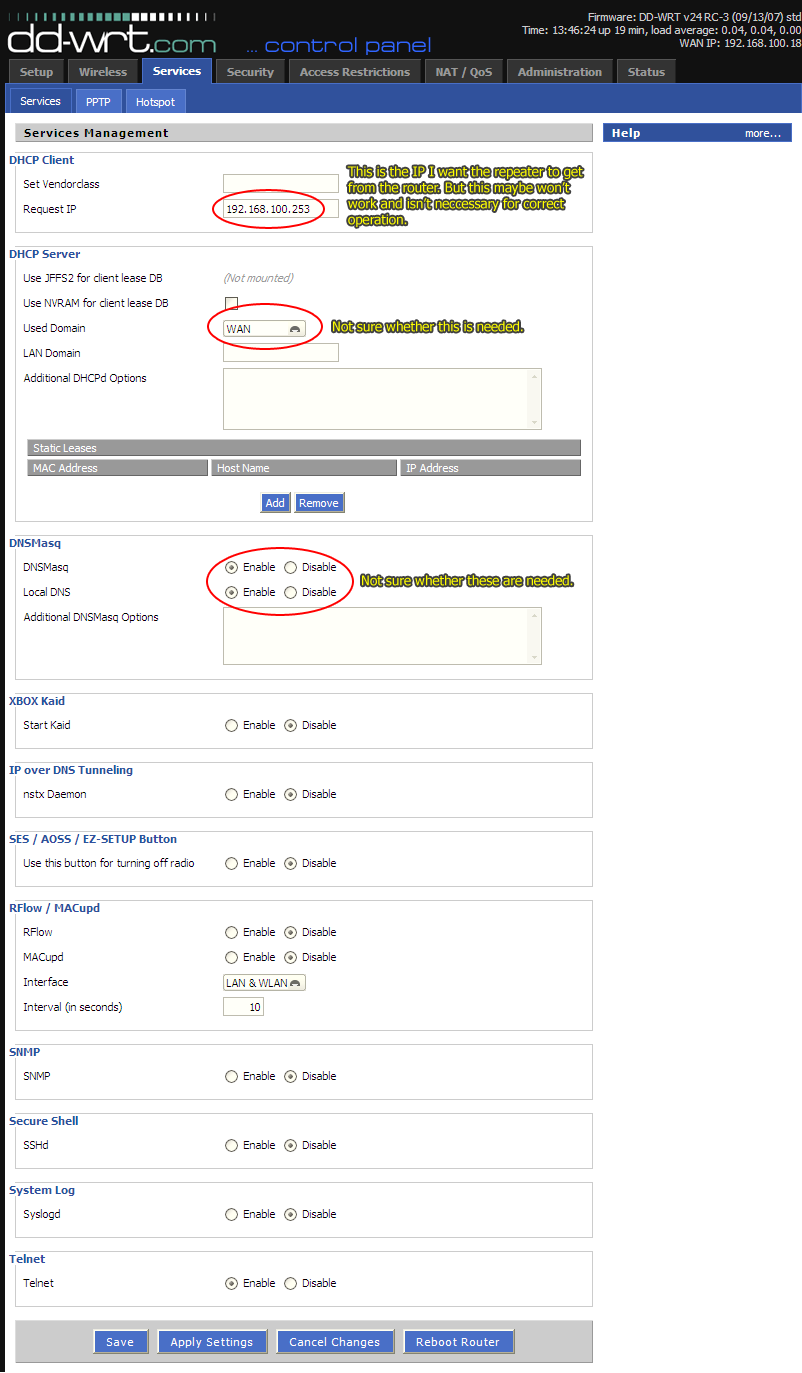 Firmware: DD-WRT v24 RC-3 (09/13/07) std
Time: 13:46:24 up 19 min, load average: 0.04, 0.04, 0.00
WAN IP: 192.168.100.18
dd-wrt.com ... control panel
Setup Wireless Services Security Access Restrictions NAT / QoS Administration Status
Services PPTP Hotspot
Services Management
Help more...
DHCP Client
Set Vendorclass
Request IP 192.168.100.253
This is the IP I want the repeater to get
from the router. But this maybe won't
work and isn't neccessary for correct
operation.
DHCP Server
Use JFFS2 for client lease DB (Not mounted)
Use NVRAM for client lease DB
Used Domain WAN Not sure whether this is needed.
LAN Domain
Additional DHCPd Options
Static Leases
MAC Address Host Name IP Address
Add Remove
DNSMasq
DNSMasq Enable Disable
Not sure whether these are needed.
Local DNS Enable Disable
Additional DNSMasq Options
XBOX Kaid
Start Kaid Enable Disable
IP over DNS Tunneling
nstx Daemon Enable Disable
SES / AOSS / EZ-SETUP Button
Use this button for turning off radio Enable Disable
RFlow / MACupd
RFlow Enable Disable
MACupd Enable Disable
Interface LAN & WLAN
Interval (in seconds) 10
SNMP
SNMP Enable Disable
Secure Shell
SSHd Enable Disable
System Log
Syslogd Enable Disable
Telnet
Telnet Enable Disable
Save Apply Settings Cancel Changes Reboot Router